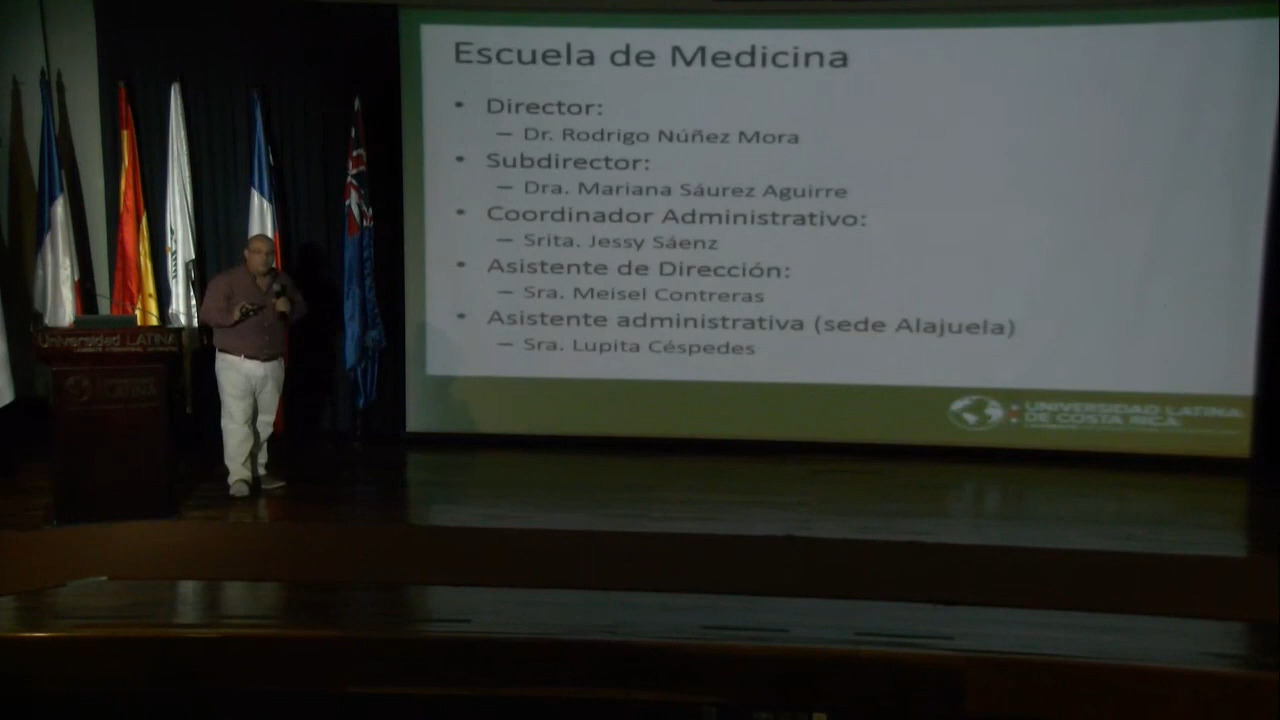 Escuela de Medicina
• Director:
– Dr. Rodrigo Núñez Mora
• Subdirector:
– Dra. Mariana Sáurez Aguirre
• Coordinador Administrativo:
– Srita. Jessy Sáenz
• Asistente de Dirección:
– Sra. Meisel Contreras
• Asistente administrativa (sede Alajuela)
– Sra. Lupita Céspedes
UNIVERSIDAD LATINA
DE COSTA RICA
Universidad LATINA